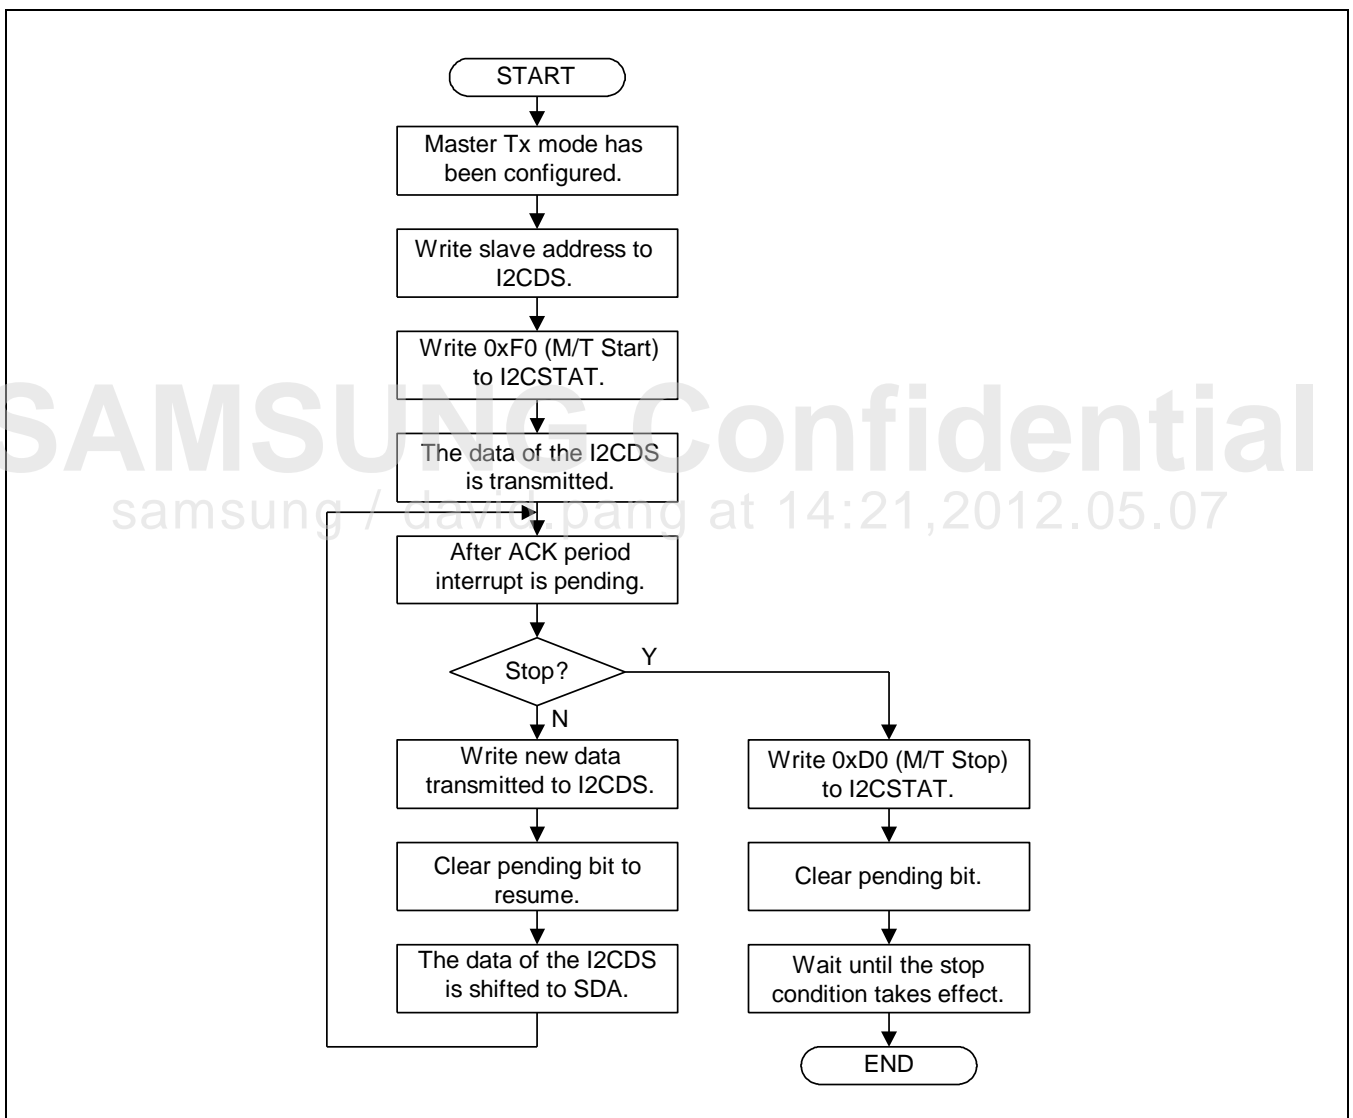 START
Master Tx mode has
been configured.
Write slave address to
I2CDS.
Write 0xF0 (M/T Start)
to I2CSTAT.
SAMSUNG Confidential
The data of the I2CDS
is transmitted.
samsung / david.pang at 14:21,2012.05.07
After ACK period
interrupt is pending.
Stop?
Y
N
Write new data
transmitted to I2CDS.
Clear pending bit to
resume.
The data of the I2CDS
is shifted to SDA.
Write 0xD0 (M/T Stop)
to I2CSTAT.
Clear pending bit.
Wait until the stop
condition takes effect.
END